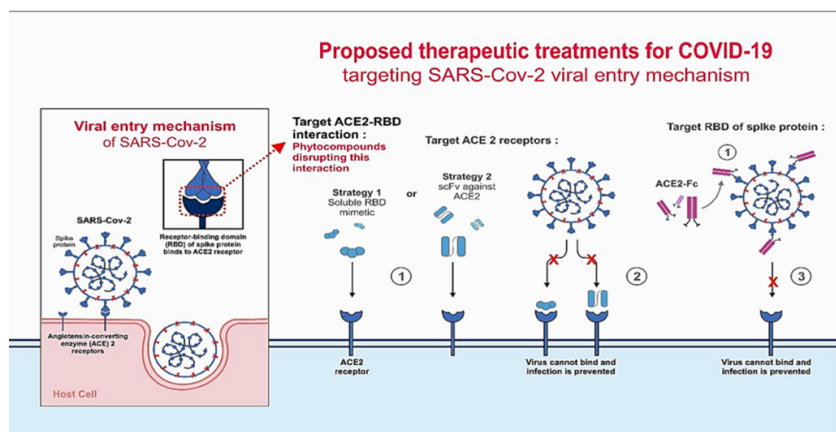 Proposed therapeutic treatments for COVID-19
targeting SARS-Cov-2 viral entry mechanism
Viral entry mechanism
of SARS-Cov-2
Receptor-binding domain
(RBD) of spike protein
binds to ACE2 receptor
SARS-Cov-2
Spike
protein
Angiotensin-converting
enzyme (ACE) 2
receptors
Host Cell
Target ACE2-RBD
interaction :
Phytocompounds
disrupting this
interaction
Target ACE 2 receptors :
Strategy 1
Soluble RBD
mimetic
or
Strategy 2
scFv against
ACE2
1
2
ACE2
receptor
Virus cannot bind and
infection is prevented
Target RBD of spike protein :
1
ACE2-Fc
3
Virus cannot bind and
infection is prevented